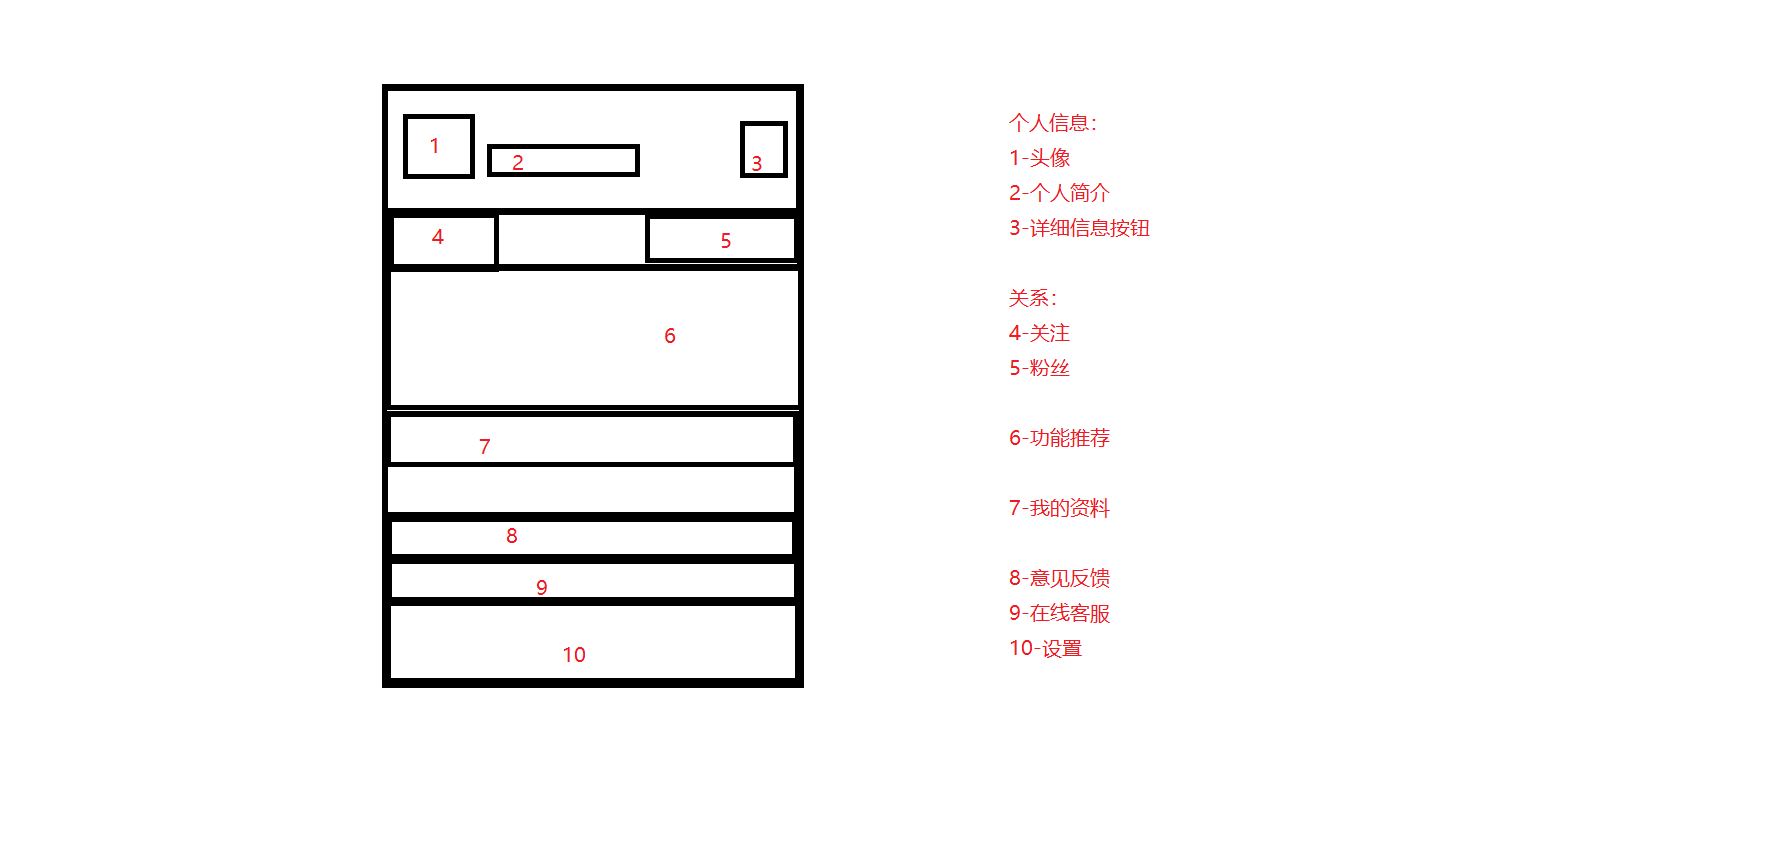 1
2
3
4
5
6
7
8
9
10
个人信息：
1-头像
2-个人简介
3-详细信息按钮
关系：
4-关注
5-粉丝
6-功能推荐
7-我的资料
8-意见反馈
9-在线客服
10-设置